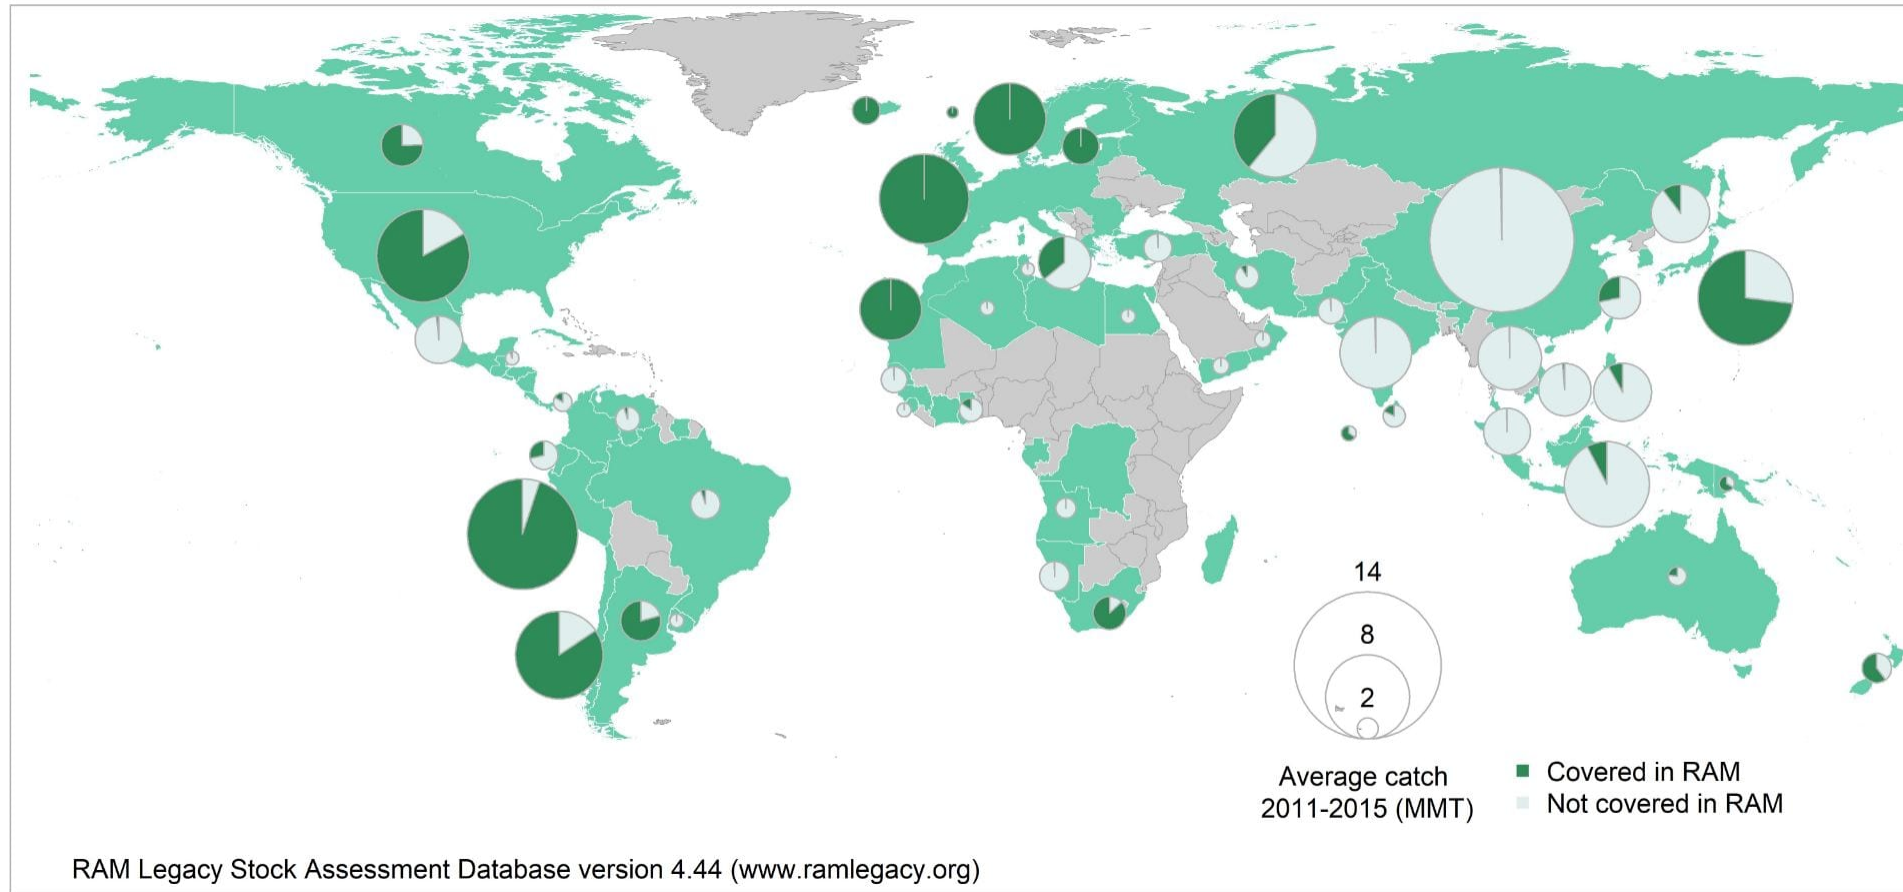 14
8
2
Average catch
2011-2015 (MMT)
Covered in RAM
Not covered in RAM
RAM Legacy Stock Assessment Database version 4.44 (www.ramlegacy.org)